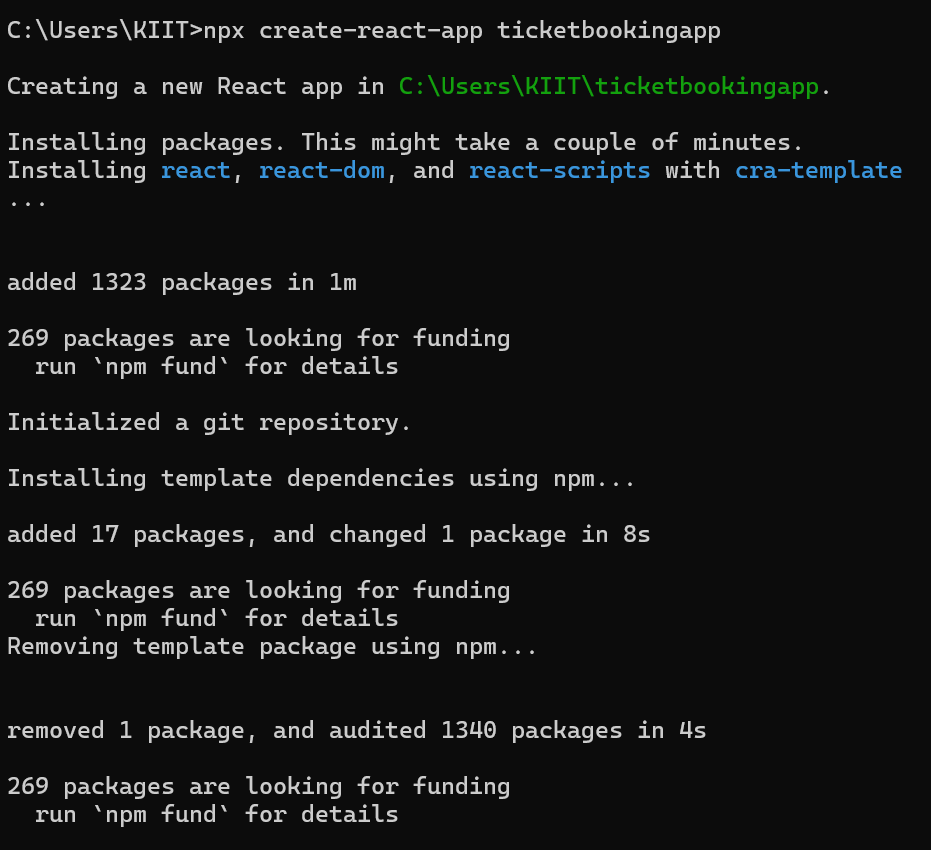 C:\Users\KIIT>npx create-react-app ticketbookingapp
Creating a new React app in C:\Users\KIIT\ticketbookingapp.
Installing packages. This might take a couple of minutes.
Installing react, react-dom, and react-scripts with cra-template
...
added 1323 packages in 1m
269 packages are looking for funding
  run `npm fund` for details
Initialized a git repository.
Installing template dependencies using npm...
added 17 packages, and changed 1 package in 8s
269 packages are looking for funding
  run `npm fund` for details
Removing template package using npm...
removed 1 package, and audited 1340 packages in 4s
269 packages are looking for funding
  run `npm fund` for details